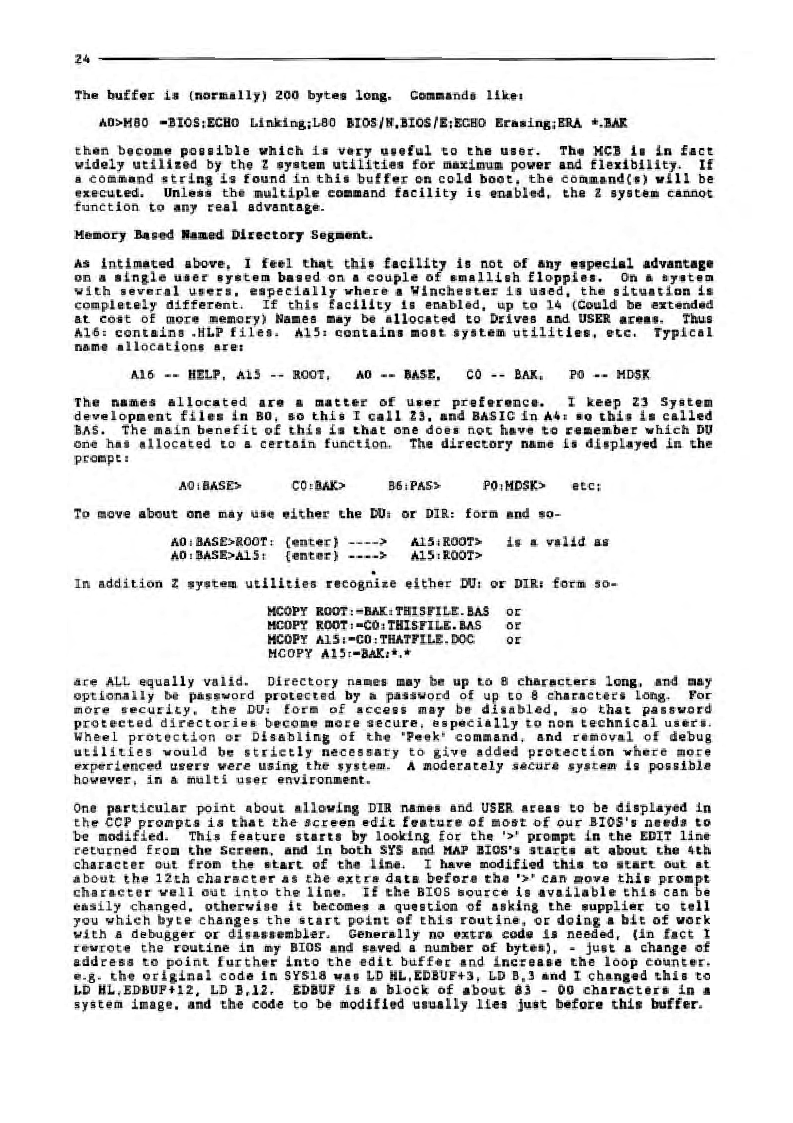 24
The buffer is (normally) 200 bytes long. Commands like:
A0>M80 =BIOS;ECHO Linking;L80 BIOS/N,BIOS/E;ECHO Erasing;ERA *.BAK
then become possible which is very useful to the user. The MCB is in fact
widely utilized by the Z system utilities for maximum power and flexibility. If
a command string is found in this buffer on cold boot, the command(s) will be
executed. Unless the multiple command facility is enabled, the Z system cannot
function to any real advantage.
Memory Based Named Directory Segment.
As intimated above, I feel that this facility is not of any especial advantage
on a single user system based on a couple of smallish floppies. On a system
with several users, especially where a Winchester is used, the situation is
completely different. If this facility is enabled, up to 14 (Could be extended
at cost of more memory) Names may be allocated to Drives and USER areas. Thus
A16: contains .HLP files. A15: contains most system utilities, etc. Typical
name allocations are:
A16 -- HELP, A15 -- ROOT, A0 -- BASE, C0 -- BAK, P0 -- MDSK
The names allocated are a matter of user preference. I keep Z3 System
development files in B0, so this I call Z3, and BASIC in A4: so this is called
BAS. The main benefit of this is that one does not have to remember which DU
one has allocated to a certain function. The directory name is displayed in the
prompt:
A0:BASE> C0:BAK> B6:PAS> P0:MDSK> etc;
To move about one may use either the DU: or DIR: form and so-
A0:BASE>ROOT: {enter} ----> A15:ROOT> is a valid as
A0:BASE>A15: {enter} ----> A15:ROOT>
In addition Z system utilities recognize either DU: or DIR: form so-
MCOPY ROOT:=BAK:THISFILE.BAS or
MCOPY ROOT:=C0:THISFILE.BAS or
MCOPY A15:=C0:THATFILE.DOC or
MCOPY A15:=BAK:*.*
are ALL equally valid. Directory names may be up to 8 characters long, and may
optionally be password protected by a password of up to 8 characters long. For
more security, the DU: form of access may be disabled, so that password
protected directories become more secure, especially to non technical users.
Wheel protection or Disabling of the 'Peek' command, and removal of debug
utilities would be strictly necessary to give added protection where more
experienced users were using the system. A moderately secure system is possible
however, in a multi user environment.
One particular point about allowing DIR names and USER areas to be displayed in
the CCP prompts is that the screen edit feature of most of our BIOS's needs to
be modified. This feature starts by looking for the '>' prompt in the EDIT line
returned from the Screen, and in both SYS and MAP BIOS's starts at about the 4th
character out from the start of the line. I have modified this to start out at
about the 12th character as the extra data before the '>' can move this prompt
character well out into the line. If the BIOS source is available this can be
easily changed, otherwise it becomes a question of asking the supplier to tell
you which byte changes the start point of this routine, or doing a bit of work
with a debugger or disassembler. Generally no extra code is needed, (in fact I
rewrote the routine in my BIOS and saved a number of bytes), - just a change of
address to point further into the edit buffer and increase the loop counter.
e.g. the original code in SYS18 was LD HL,EDBUF+3, LD B,3 and I changed this to
LD HL,EDBUF+12, LD B,12. EDBUF is a block of about 83 - 00 characters in a
system image, and the code to be modified usually lies just before this buffer.